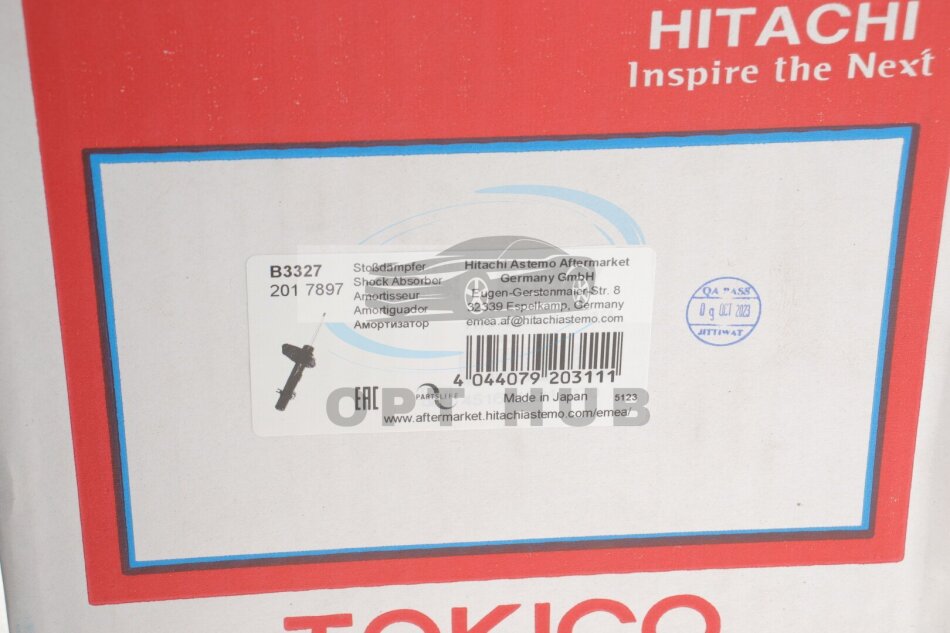 HITACHI
Inspire the Next
B3327
201 7897
Stoßdämpfer
Shock Absorber
Amortisseur
Amortiguador
Амортизатор
Hitachi Astemo Aftermarket
Germany GmbH
Eugen-Gerstenmaier-Str. 8
32339 Espelkamp, Germany
emea.af@hitachiastemo.com
4 044079 203111
EAC
PARTSLIFE
Made in Japan
5123
www.aftermarket.hitachiastemo.com/emea/
OPT HUB
QA PASS
09 OCT 2023
JITTIWAT
TOKICO